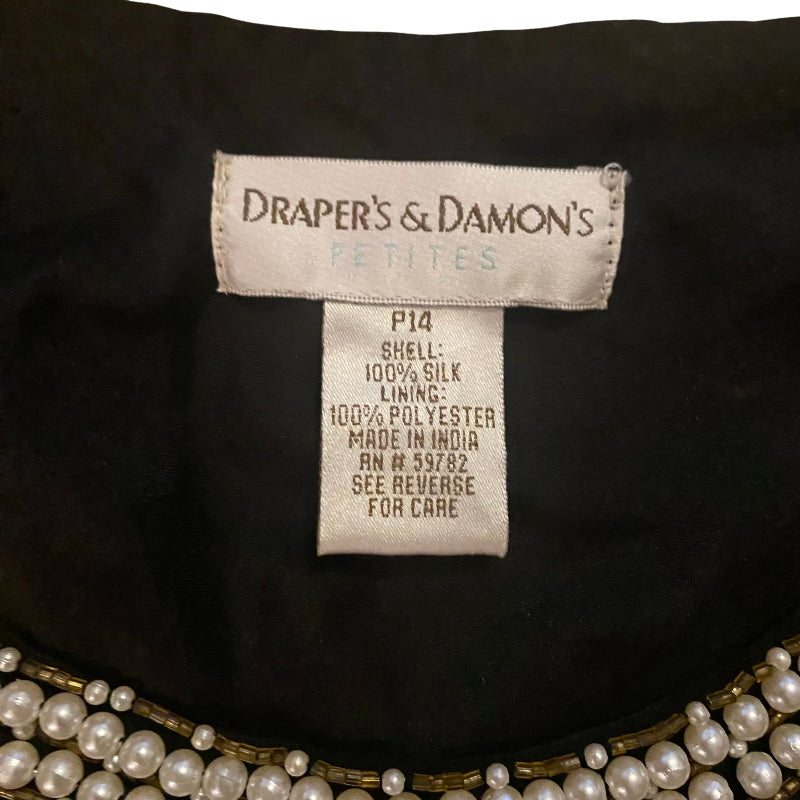 DRAPER'S & DAMON'S
PETITES
P14
SHELL:
100% SILK
LINING:
100% POLYESTER
MADE IN INDIA
RN # 59782
SEE REVERSE
FOR CARE